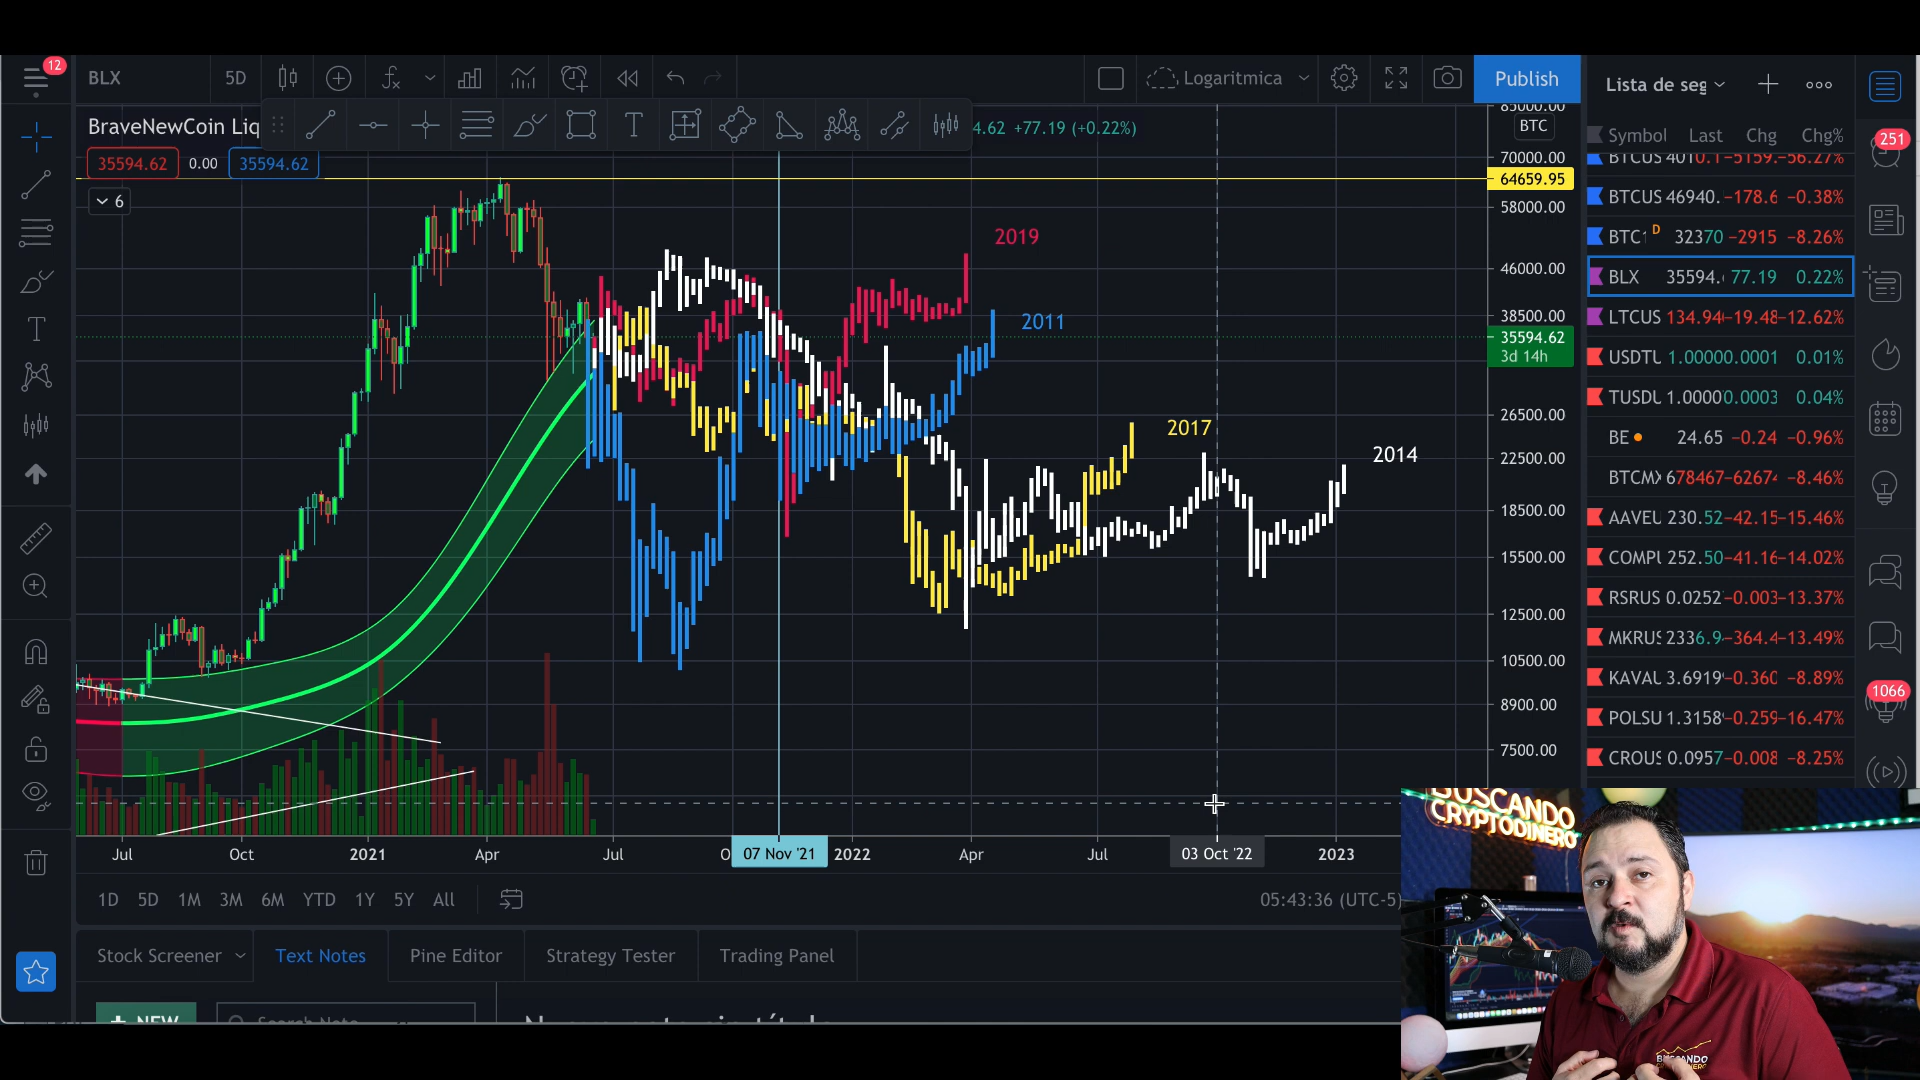 12
BLX
5D
Logaritmica
Publish
Lista de seg
BraveNewCoin Liq
4.62 +77.19 (+0.22%)
35594.62
0.00
35594.62
6
85000.00
BTC
70000.00
64659.95
58000.00
46000.00
38500.00
35594.62
3d 14h
26500.00
22500.00
18500.00
15500.00
12500.00
10500.00
8900.00
7500.00
2019
2011
2017
2014
Symbol Last Chg Chg%
BTCUS 4010.1 -5159. -56.27%
BTCUS 46940. -178.6 -0.38%
BTC1 D 32370 -2915 -8.26%
BLX 35594. 77.19 0.22%
LTCUS 134.94 -19.48 -12.62%
USDTU 1.0000 0.0001 0.01%
TUSDU 1.0000 0.0003 0.04%
BE 24.65 -0.24 -0.96%
BTCMX 678467 -62674 -8.46%
AAVEU 230.52 -42.15 -15.46%
COMPU 252.50 -41.16 -14.02%
RSRUS 0.0252 -0.003 -13.37%
MKRUS 2336.9 -364.4 -13.49%
KAVAU 3.6919 -0.360 -8.89%
POLSU 1.3158 -0.259 -16.47%
CROUS 0.0957 -0.008 -8.25%
251
1066
Jul Oct 2021 Apr Jul O 07 Nov '21 2022 Apr Jul 03 Oct '22 2023
1D 5D 1M 3M 6M YTD 1Y 5Y All
05:43:36 (UTC-5)
Stock Screener Text Notes Pine Editor Strategy Tester Trading Panel
+ NEW
Search Note
BUSCANDO
CRYPTODINERO
BUSCANDO